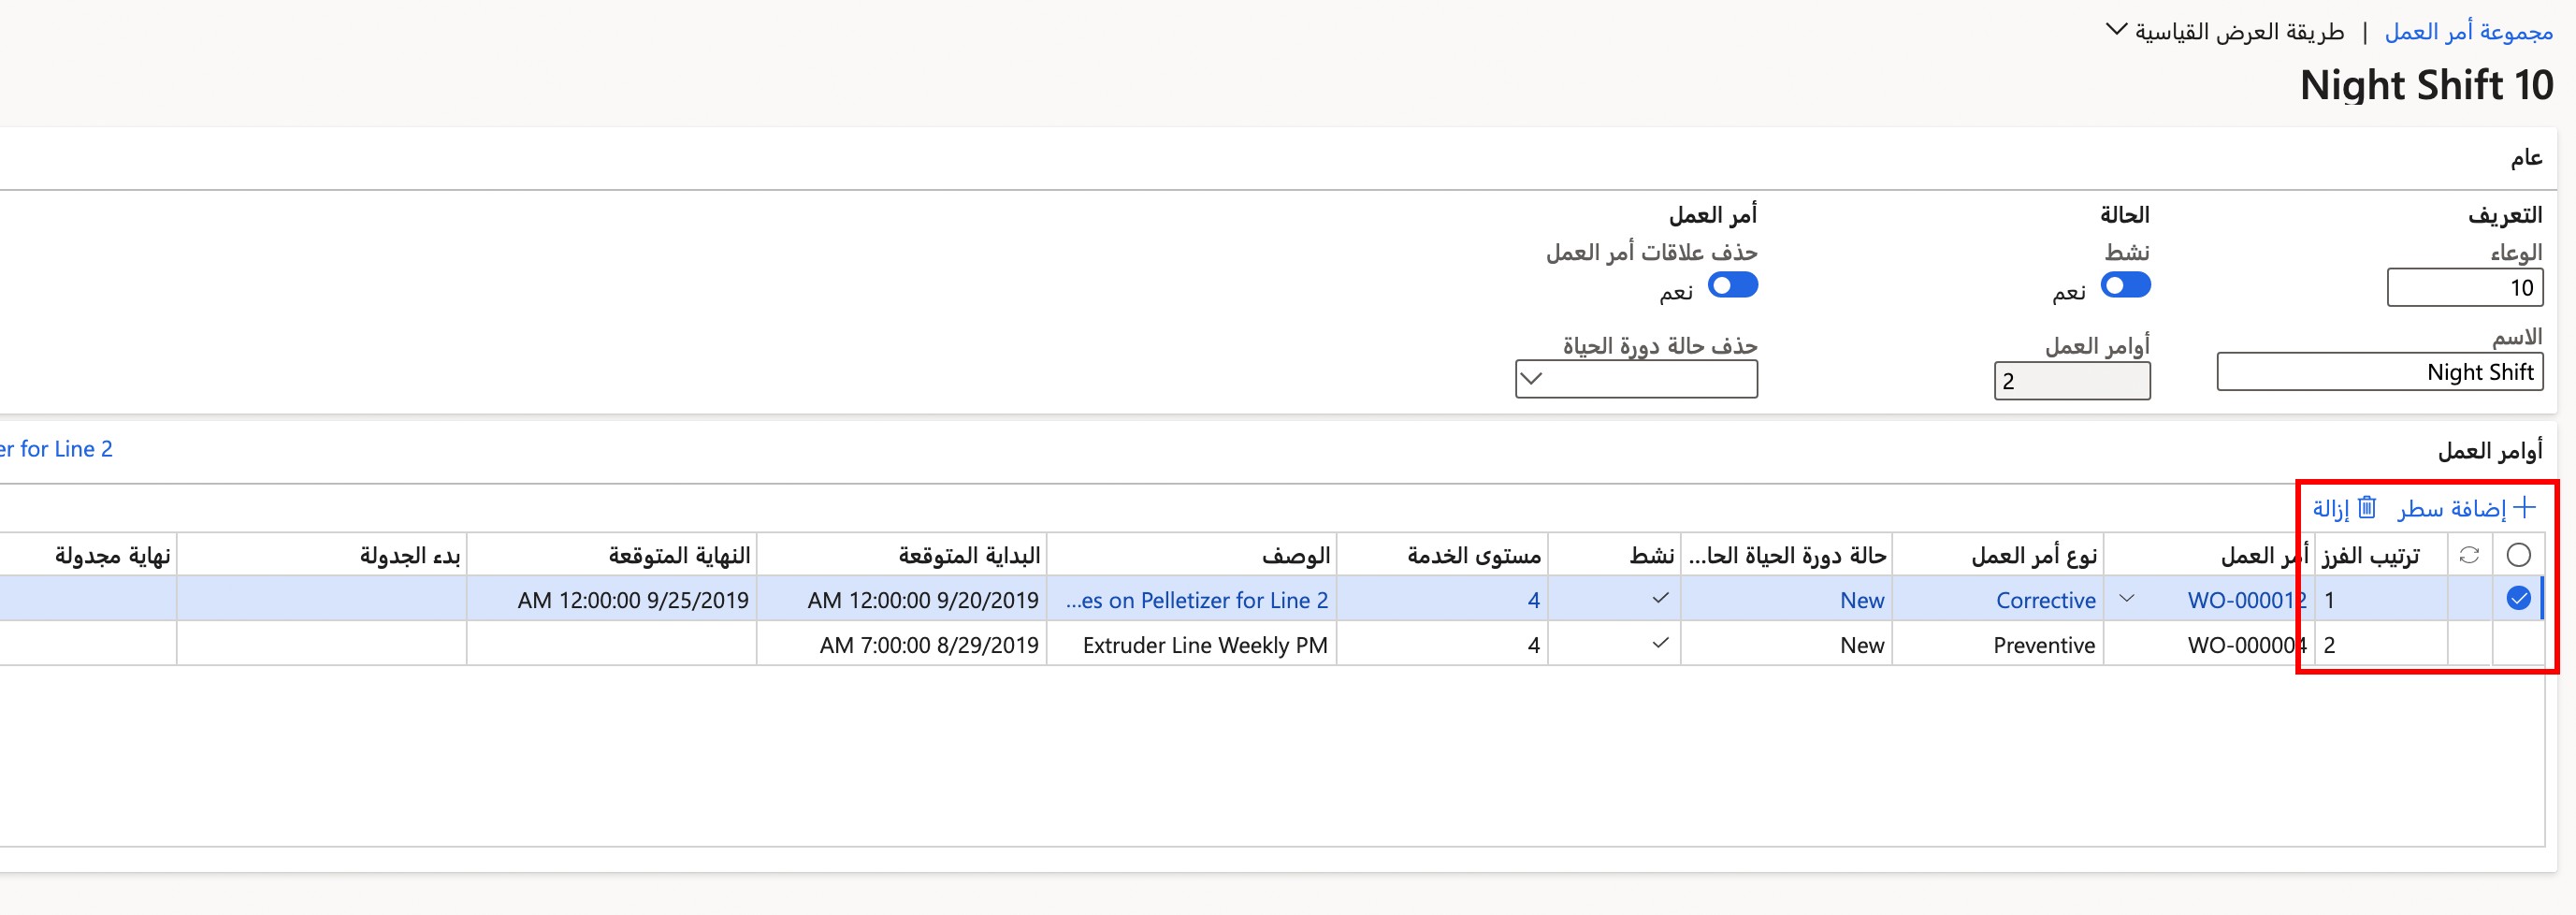 مجموعة أمر العمل | طريقة العرض القياسية
Night Shift 10
عام
التعريف
الوعاء
10
الاسم
Night Shift
الحالة
نشط
نعم
أوامر العمل
2
أمر العمل
حذف علاقات أمر العمل
نعم
حذف حالة دورة الحياة
أوامر العمل
er for Line 2
إضافة سطر إزالة
ترتيب الفرز أمر العمل نوع أمر العمل حالة دورة الحياة الحا... نشط مستوى الخدمة الوصف البداية المتوقعة النهاية المتوقعة بدء الجدولة نهاية مجدولة
1 WO-000012 Corrective New 4 ...es on Pelletizer for Line 2 AM 12:00:00 9/20/2019 AM 12:00:00 9/25/2019
2 WO-000004 Preventive New 4 Extruder Line Weekly PM AM 7:00:00 8/29/2019